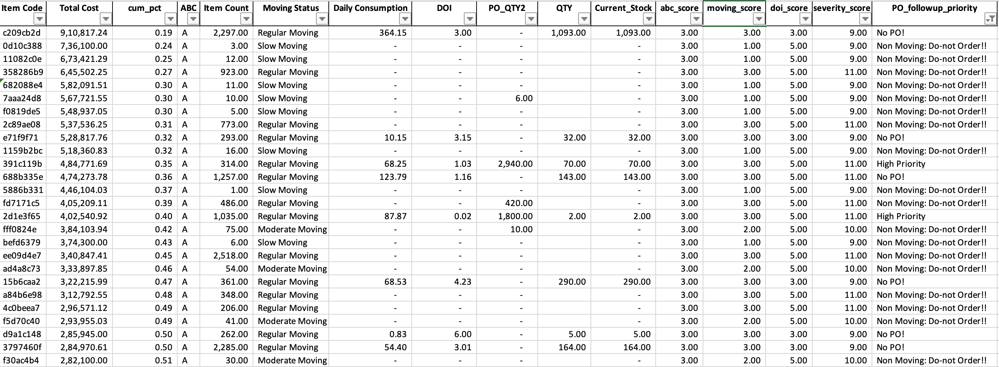 Item Code Total Cost cum_pct ABC Item Count Moving Status Daily Consumption DOI PO_QTY2 QTY Current_Stock abc_score moving_score doi_score severity_score PO_followup_priority
c209cb2d 9,10,817.24 0.19 A 2,297.00 Regular Moving 364.15 3.00 - 1,093.00 1,093.00 3.00 3.00 3.00 9.00 No PO!
0d10c388 7,36,100.00 0.24 A 3.00 Slow Moving - - - - 3.00 1.00 5.00 9.00 Non Moving: Do-not Order!!
11082c0e 6,73,421.29 0.25 A 12.00 Slow Moving - - - - 3.00 1.00 5.00 9.00 Non Moving: Do-not Order!!
358286b9 6,45,502.25 0.27 A 923.00 Regular Moving - - - - 3.00 3.00 5.00 11.00 Non Moving: Do-not Order!!
682088e4 5,82,091.51 0.30 A 11.00 Slow Moving - - - - 3.00 1.00 5.00 9.00 Non Moving: Do-not Order!!
7aaa24d8 5,67,721.55 0.30 A 10.00 Slow Moving - - 6.00 - 3.00 1.00 5.00 9.00 Non Moving: Do-not Order!!
f0819de5 5,48,937.05 0.30 A 5.00 Slow Moving - - - - 3.00 1.00 5.00 9.00 Non Moving: Do-not Order!!
2c89ae08 5,37,536.25 0.31 A 773.00 Regular Moving - - - - 3.00 3.00 5.00 11.00 Non Moving: Do-not Order!!
e71f9f71 5,28,817.76 0.32 A 293.00 Regular Moving 10.15 3.15 - 32.00 32.00 3.00 3.00 3.00 9.00 No PO!
1159b2bc 5,18,360.83 0.32 A 16.00 Slow Moving - - - - 3.00 1.00 5.00 9.00 Non Moving: Do-not Order!!
391c119b 4,84,771.69 0.35 A 314.00 Regular Moving 68.25 1.03 2,940.00 70.00 70.00 3.00 3.00 5.00 11.00 High Priority
688b335e 4,74,273.78 0.36 A 1,257.00 Regular Moving 123.79 1.16 - 143.00 143.00 3.00 3.00 5.00 11.00 No PO!
5886b331 4,46,104.03 0.37 A 1.00 Slow Moving - - - - 3.00 1.00 5.00 9.00 Non Moving: Do-not Order!!
fd7171c5 4,05,209.11 0.39 A 486.00 Regular Moving - - 420.00 - 3.00 3.00 5.00 11.00 Non Moving: Do-not Order!!
2d1e3f65 4,02,540.92 0.40 A 1,035.00 Regular Moving 87.87 0.02 1,800.00 2.00 2.00 3.00 3.00 5.00 11.00 High Priority
fff0824e 3,84,103.94 0.42 A 75.00 Moderate Moving - - 10.00 - 3.00 2.00 5.00 10.00 Non Moving: Do-not Order!!
befd6379 3,74,300.00 0.43 A 6.00 Slow Moving - - - - 3.00 1.00 5.00 9.00 Non Moving: Do-not Order!!
ee09d4e7 3,40,847.41 0.45 A 2,518.00 Regular Moving - - - - 3.00 3.00 5.00 11.00 Non Moving: Do-not Order!!
ad4a8c73 3,33,897.85 0.46 A 54.00 Moderate Moving - - - - 3.00 2.00 5.00 10.00 Non Moving: Do-not Order!!
15b6caa2 3,22,215.99 0.47 A 361.00 Regular Moving 68.53 4.23 - 290.00 290.00 3.00 3.00 3.00 9.00 No PO!
a84b6e98 3,12,792.55 0.48 A 348.00 Regular Moving - - - - 3.00 3.00 5.00 11.00 Non Moving: Do-not Order!!
4c0beea7 2,96,571.12 0.49 A 206.00 Regular Moving - - - - 3.00 3.00 5.00 11.00 Non Moving: Do-not Order!!
f5d70c40 2,93,955.03 0.49 A 41.00 Moderate Moving - - - - 3.00 2.00 5.00 10.00 Non Moving: Do-not Order!!
d9a1c148 2,85,945.00 0.50 A 262.00 Regular Moving 0.83 6.00 - 5.00 5.00 3.00 3.00 3.00 9.00 No PO!
3797460f 2,84,970.61 0.50 A 2,285.00 Regular Moving 54.40 3.01 - 164.00 164.00 3.00 3.00 3.00 9.00 No PO!
f30ac4b4 2,82,100.00 0.51 A 30.00 Moderate Moving - - - - 3.00 2.00 5.00 10.00 Non Moving: Do-not Order!!